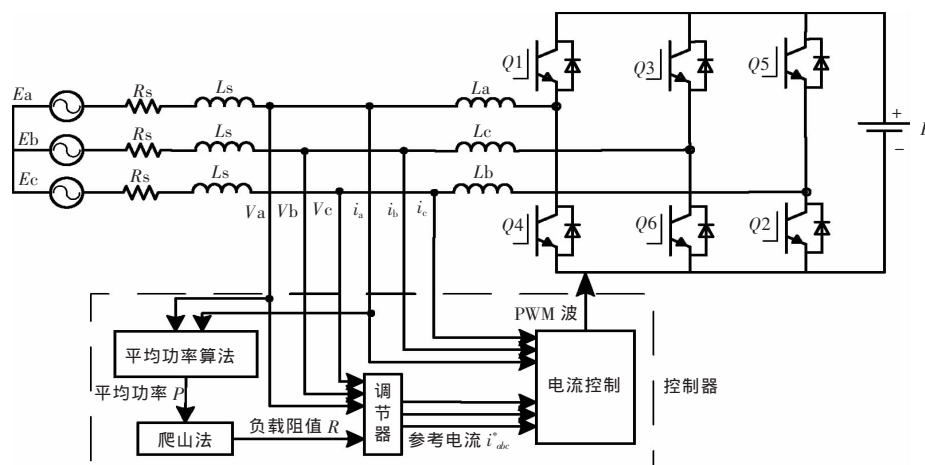 Q1
Q3
Q5
Ea
Rs
Ls
La
Eb
Rs
Ls
Lc
Ec
Rs
Ls
Lb
+
−
Va
Vb
Vc
ia
ib
ic
Q4
Q6
Q2
PWM 波
平均功率算法
平均功率 P
爬山法
负载阻值 R
调节器
参考电流 i*abc
电流控制
控制器